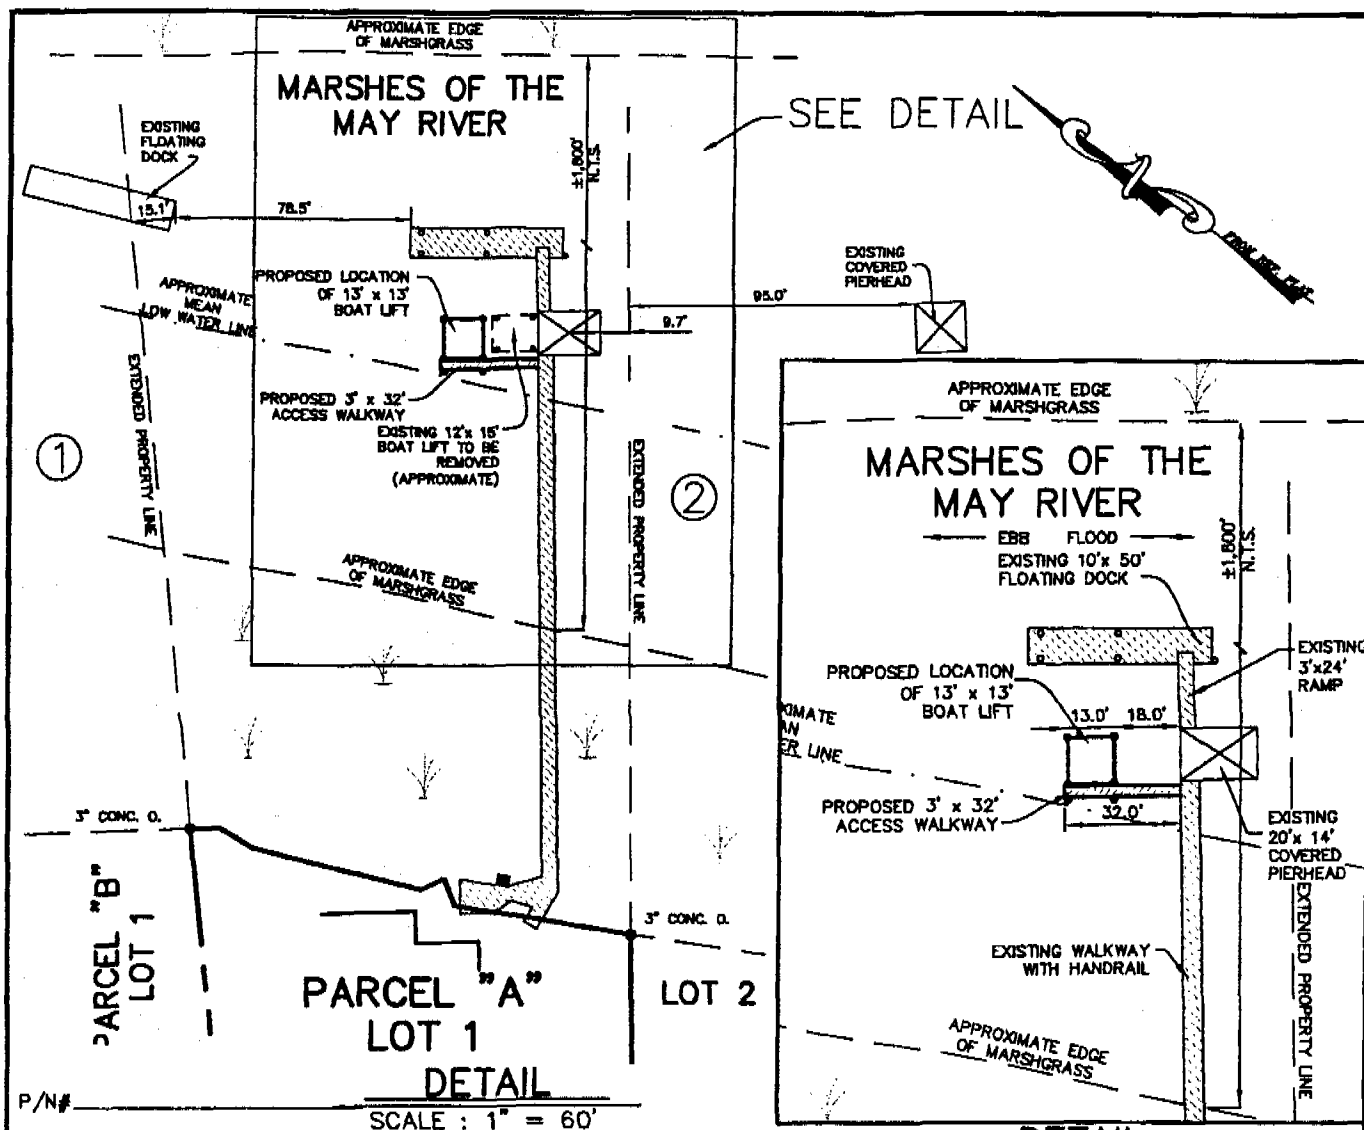 APPROXIMATE EDGE
OF MARSHGRASS
MARSHES OF THE
MAY RIVER
SEE DETAIL
EXISTING
FLOATING
DOCK
±1,800'
N.T.S.
15.1'
78.5'
PROPOSED LOCATION
OF 13' x 13'
BOAT LIFT
APPROXIMATE
MEAN
LOW WATER LINE
EXISTING
COVERED
PIERHEAD
95.0'
9.7'
PROPOSED 3' x 32'
ACCESS WALKWAY
EXISTING 12'x 15'
BOAT LIFT TO BE
REMOVED
(APPROXIMATE)
EXTENDED PROPERTY LINE
1
2
EXTENDED PROPERTY LINE
APPROXIMATE EDGE
OF MARSHGRASS
3" CONC. O.
3" CONC. O.
PARCEL "B"
LOT 1
PARCEL "A"
LOT 1
LOT 2
DETAIL
SCALE : 1" = 60'
P/N#
APPROXIMATE EDGE
OF MARSHGRASS
MARSHES OF THE
MAY RIVER
EBB FLOOD
EXISTING 10'x 50'
FLOATING DOCK
±1,800'
N.T.S.
EXISTING
3'x24'
RAMP
PROPOSED LOCATION
OF 13' x 13'
BOAT LIFT
13.0' 18.0'
XIMATE
AN
ER LINE
PROPOSED 3' x 32'
ACCESS WALKWAY
32.0'
EXISTING
20'x 14'
COVERED
PIERHEAD
EXTENDED PROPERTY LINE
EXISTING WALKWAY
WITH HANDRAIL
APPROXIMATE EDGE
OF MARSHGRASS